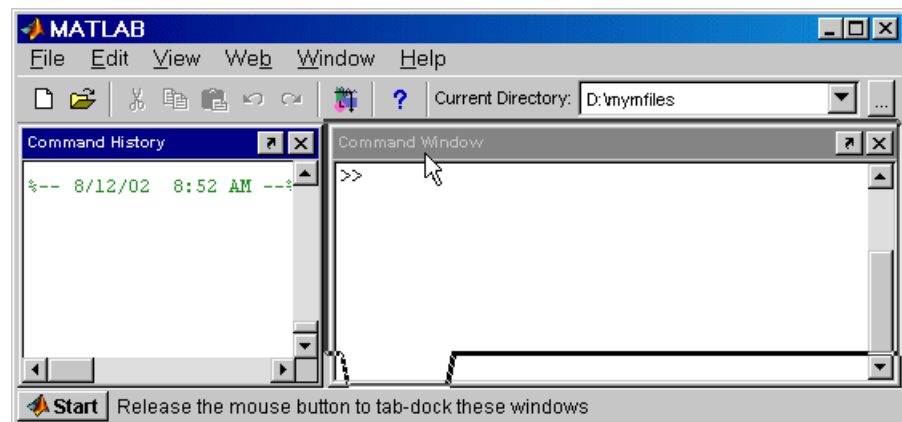 MATLAB
File Edit View Web Window Help
? Current Directory: D:\mymfiles ...
Command History
Command Window
%-- 8/12/02 8:52 AM --%
>>
Start Release the mouse button to tab-dock these windows